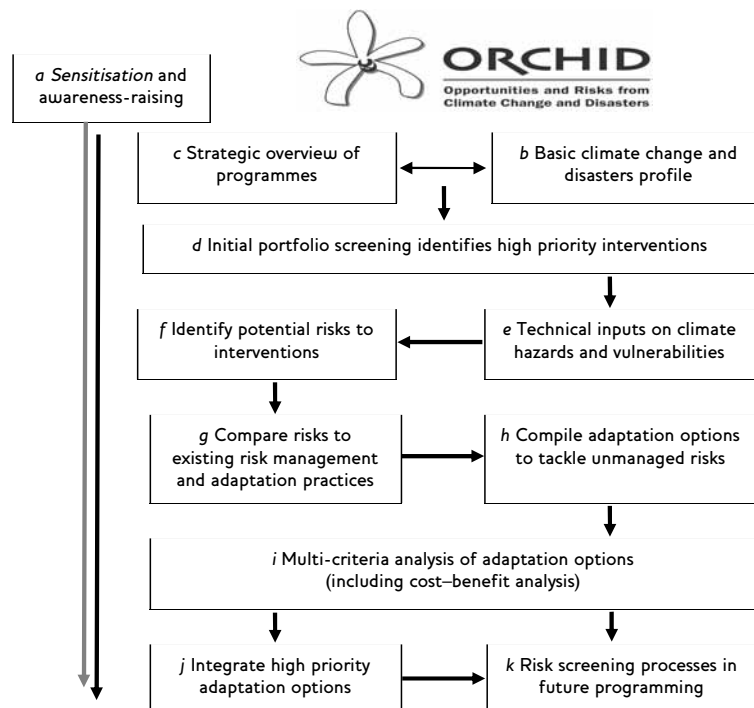 a Sensitisation and
awareness-raising
ORCHID
Opportunities and Risks from
Climate Change and Disasters
c Strategic overview of
programmes
b Basic climate change and
disasters profile
d Initial portfolio screening identifies high priority interventions
f Identify potential risks to
interventions
e Technical inputs on climate
hazards and vulnerabilities
g Compare risks to
existing risk management
and adaptation practices
h Compile adaptation options
to tackle unmanaged risks
i Multi-criteria analysis of adaptation options
(including cost–benefit analysis)
j Integrate high priority
adaptation options
k Risk screening processes in
future programming